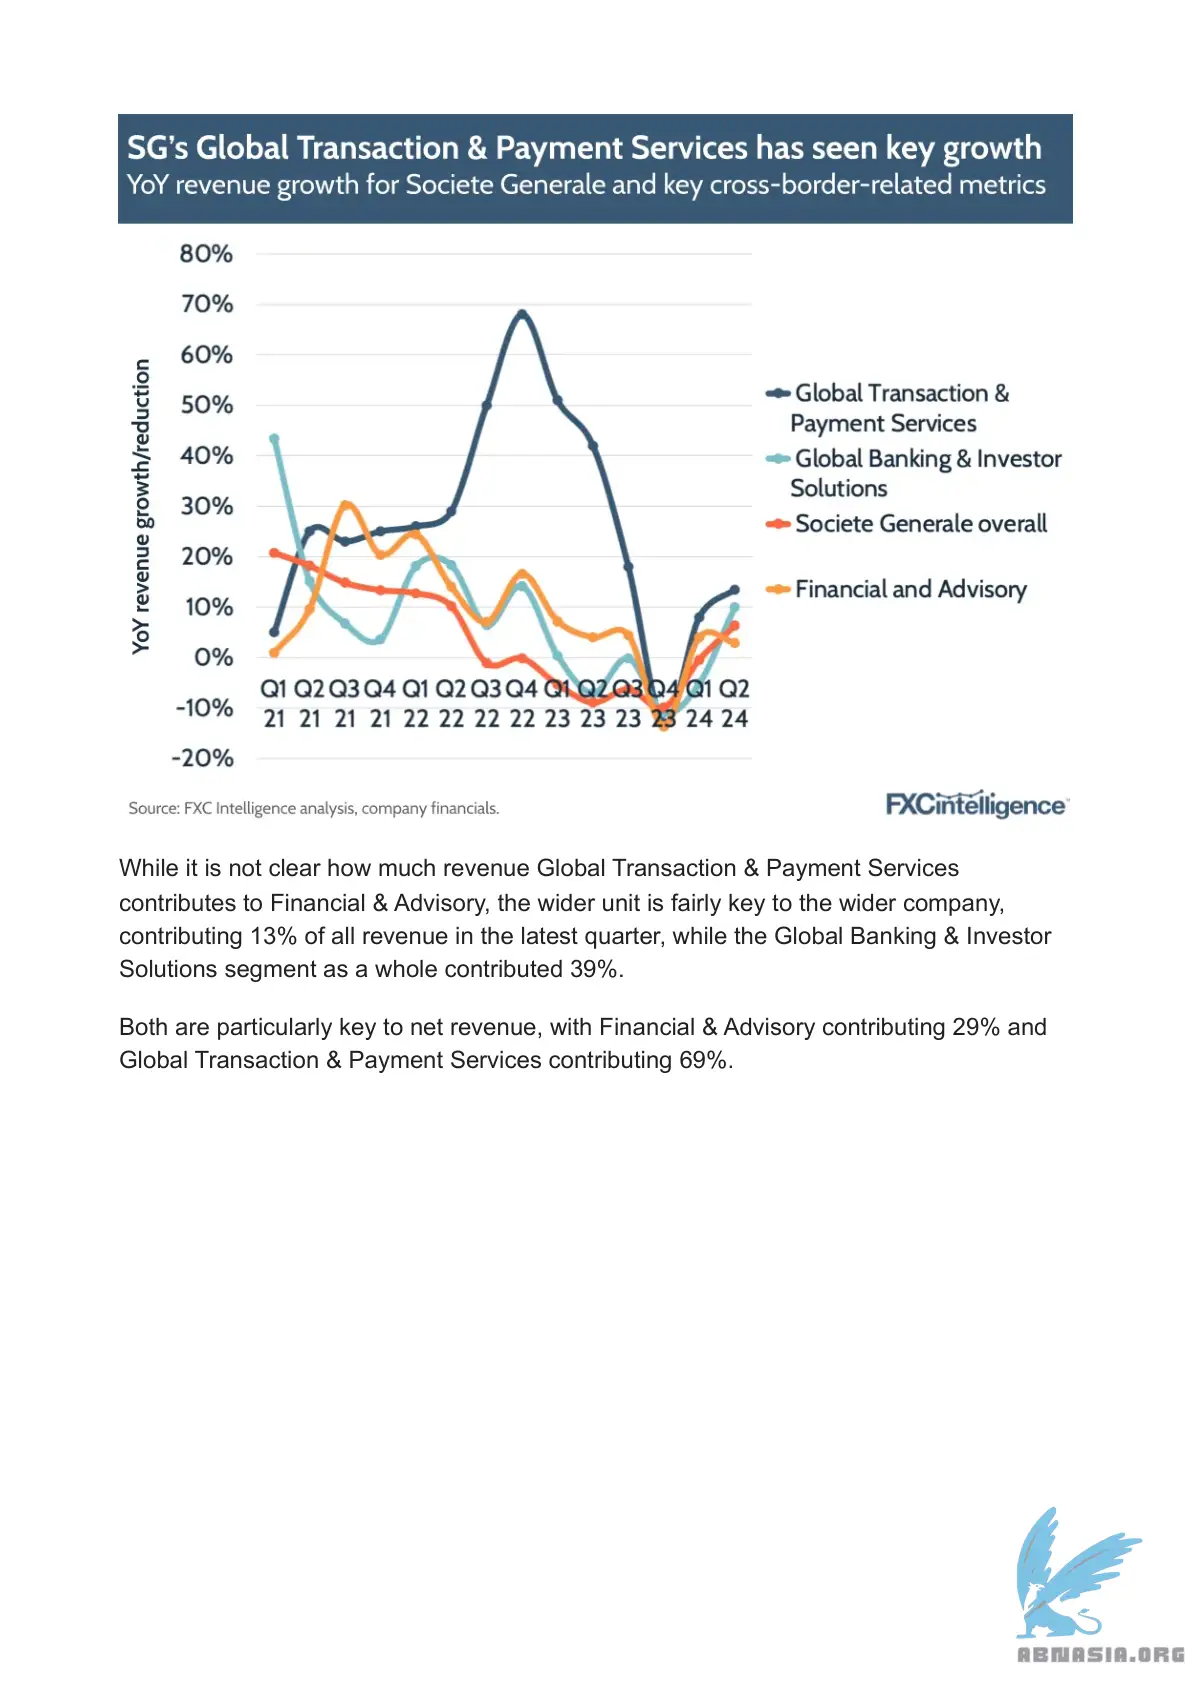 SG's Global Transaction & Payment Services has seen key growth
YoY revenue growth for Societe Generale and key cross-border-related metrics
YoY revenue growth/reduction
80%
70%
60%
50%
40%
30%
20%
10%
0%
-10%
-20%
Q1 Q2 Q3 Q4 Q1 Q2 Q3 Q4 Q1 Q2 Q3 Q4 Q1 Q2
21 21 21 21 22 22 22 22 23 23 23 23 24 24
Global Transaction &
Payment Services
Global Banking & Investor
Solutions
Societe Generale overall
Financial and Advisory
Source: FXC Intelligence analysis, company financials.
FXCintelligence™
While it is not clear how much revenue Global Transaction & Payment Services
contributes to Financial & Advisory, the wider unit is fairly key to the wider company,
contributing 13% of all revenue in the latest quarter, while the Global Banking & Investor
Solutions segment as a whole contributed 39%.
Both are particularly key to net revenue, with Financial & Advisory contributing 29% and
Global Transaction & Payment Services contributing 69%.
ABNASIA.ORG